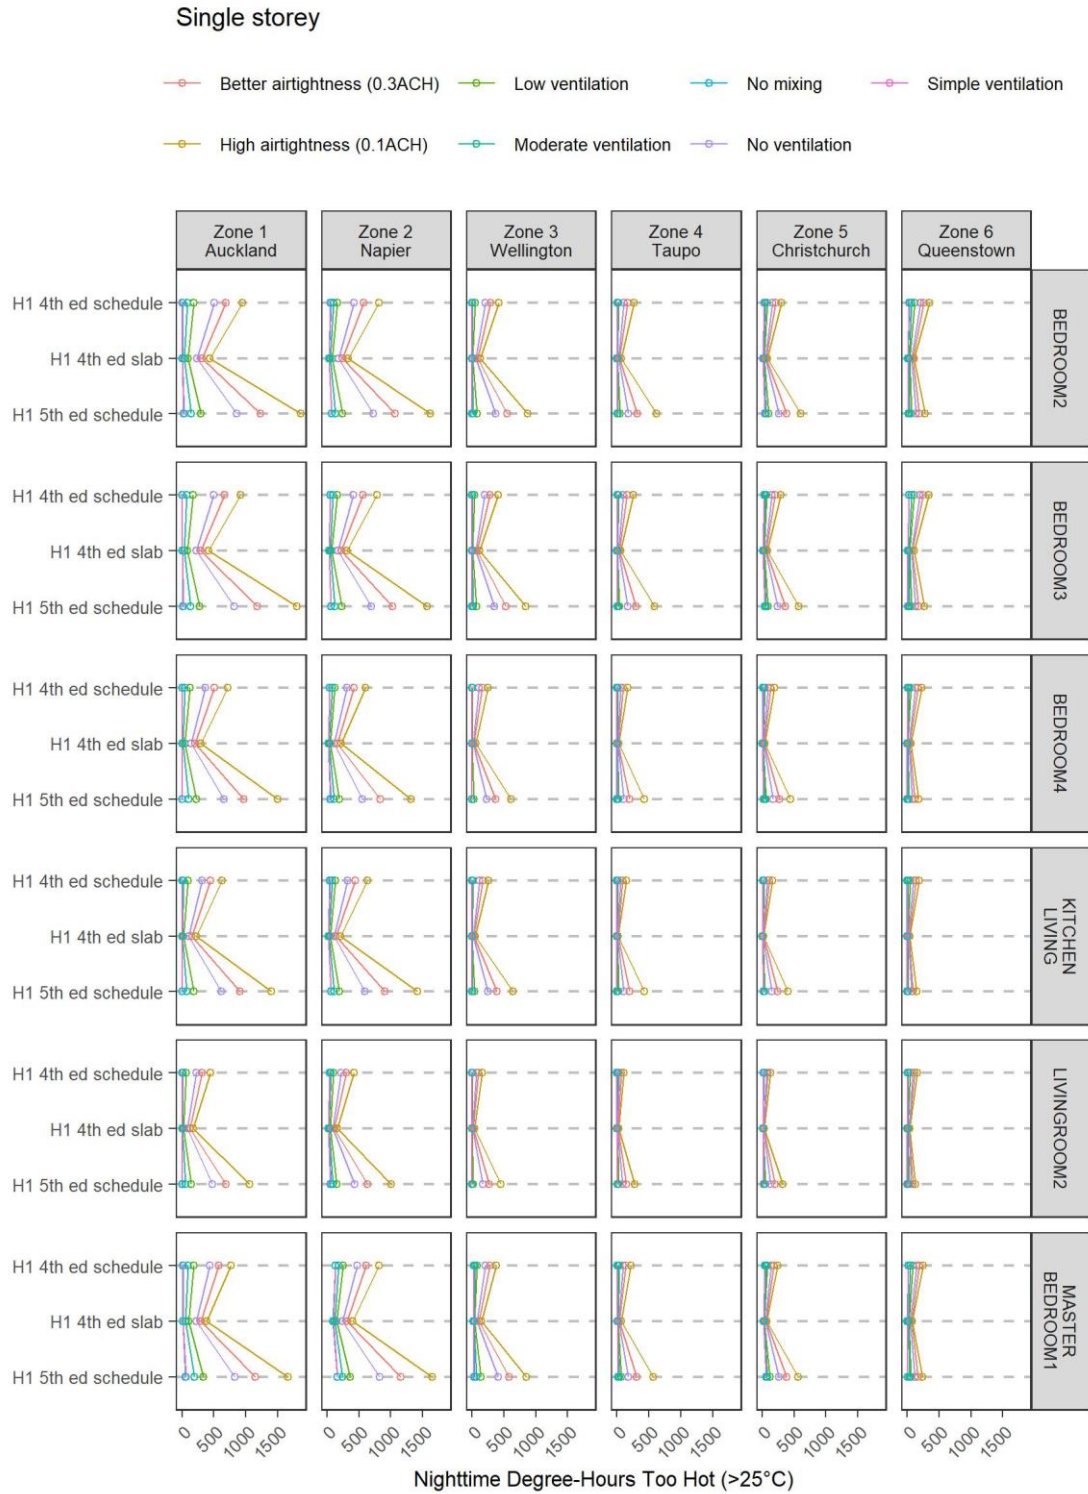 Single storey
Better airtightness (0.3ACH) Low ventilation No mixing Simple ventilation
High airtightness (0.1ACH) Moderate ventilation No ventilation
Zone 1 Zone 2 Zone 3 Zone 4 Zone 5 Zone 6
Auckland Napier Wellington Taupo Christchurch Queenstown
H1 4th ed schedule
H1 4th ed slab
H1 5th ed schedule
BEDROOM2
H1 4th ed schedule
H1 4th ed slab
H1 5th ed schedule
BEDROOM3
H1 4th ed schedule
H1 4th ed slab
H1 5th ed schedule
BEDROOM4
H1 4th ed schedule
H1 4th ed slab
H1 5th ed schedule
KITCHEN
LIVING
H1 4th ed schedule
H1 4th ed slab
H1 5th ed schedule
LIVINGROOM2
H1 4th ed schedule
H1 4th ed slab
H1 5th ed schedule
MASTER
BEDROOM1
0 500 1000 1500 0 500 1000 1500 0 500 1000 1500 0 500 1000 1500 0 500 1000 1500 0 500 1000 1500
Nighttime Degree-Hours Too Hot (>25°C)